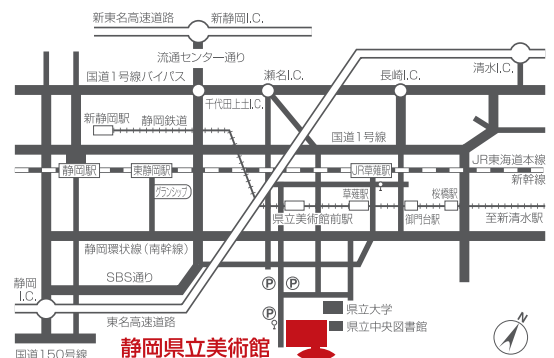 新東名高速道路
新静岡I.C.
流通センター通り
清水I.C.
国道1号線バイパス
瀬名I.C.
長崎I.C.
千代田上土I.C.
新静岡駅
静岡鉄道
国道1号線
JR東海道本線
静岡駅
東静岡駅
JR草薙駅
新幹線
グランシップ
県立美術館前駅
草薙駅
御門台駅
桜橋駅
至新清水駅
静岡環状線（南幹線）
SBS通り
静岡
I.C.
P
P
P
東名高速道路
県立大学
県立中央図書館
静岡県立美術館
国道150号線
N